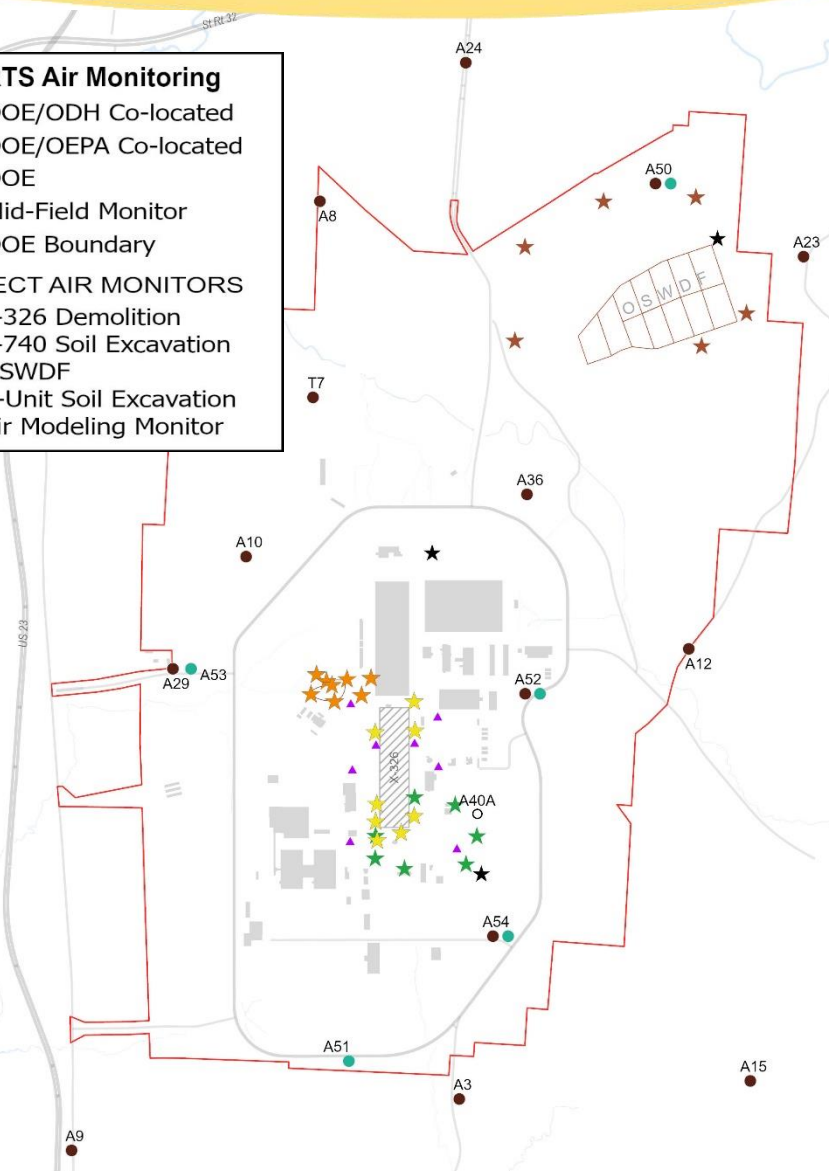 St Rt 32
A24
TS Air Monitoring
OE/ODH Co-located
OE/OEPA Co-located
OE
id-Field Monitor
OE Boundary
ECT AIR MONITORS
-326 Demolition
-740 Soil Excavation
SWDF
-Unit Soil Excavation
ir Modeling Monitor
A50
A8
A23
OSWDF
T7
A36
A10
US 23
A12
A29
A53
A52
X-326
A40A
A54
A51
A15
A3
A9